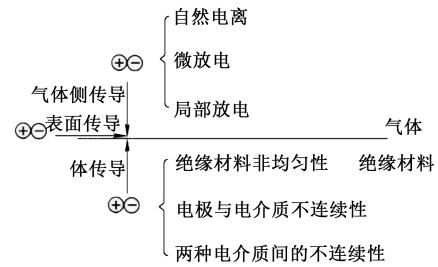 自然电离
微放电
局部放电
气体侧传导
表面传导
体传导
气体
绝缘材料
绝缘材料非均匀性
电极与电介质不连续性
两种电介质间的不连续性